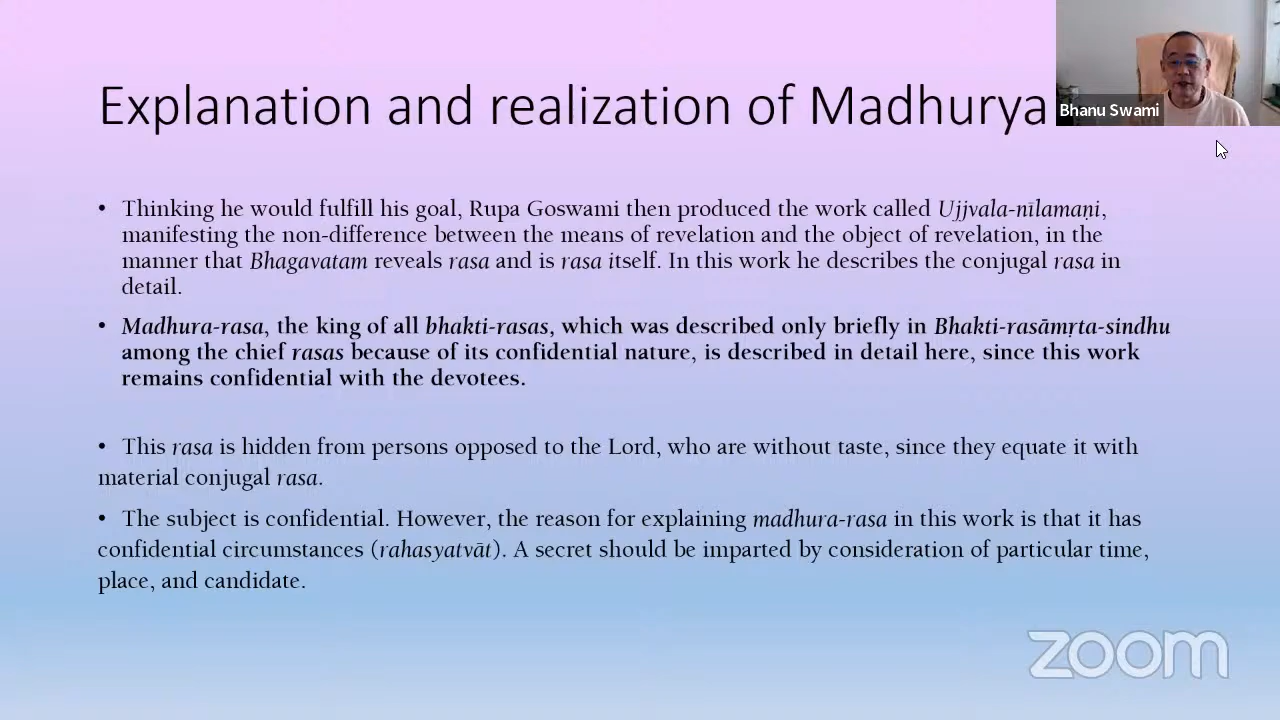 Explanation and realization of Madhurya
Bhanu Swami
• Thinking he would fulfill his goal, Rupa Goswami then produced the work called Ujjvala-nīlamaṇi,
manifesting the non-difference between the means of revelation and the object of revelation, in the
manner that Bhagavatam reveals rasa and is rasa itself. In this work he describes the conjugal rasa in
detail.
• Madhura-rasa, the king of all bhakti-rasas, which was described only briefly in Bhakti-rasāmṛta-sindhu
among the chief rasas because of its confidential nature, is described in detail here, since this work
remains confidential with the devotees.
• This rasa is hidden from persons opposed to the Lord, who are without taste, since they equate it with
material conjugal rasa.
• The subject is confidential. However, the reason for explaining madhura-rasa in this work is that it has
confidential circumstances (rahasyatvāt). A secret should be imparted by consideration of particular time,
place, and candidate.
zoom